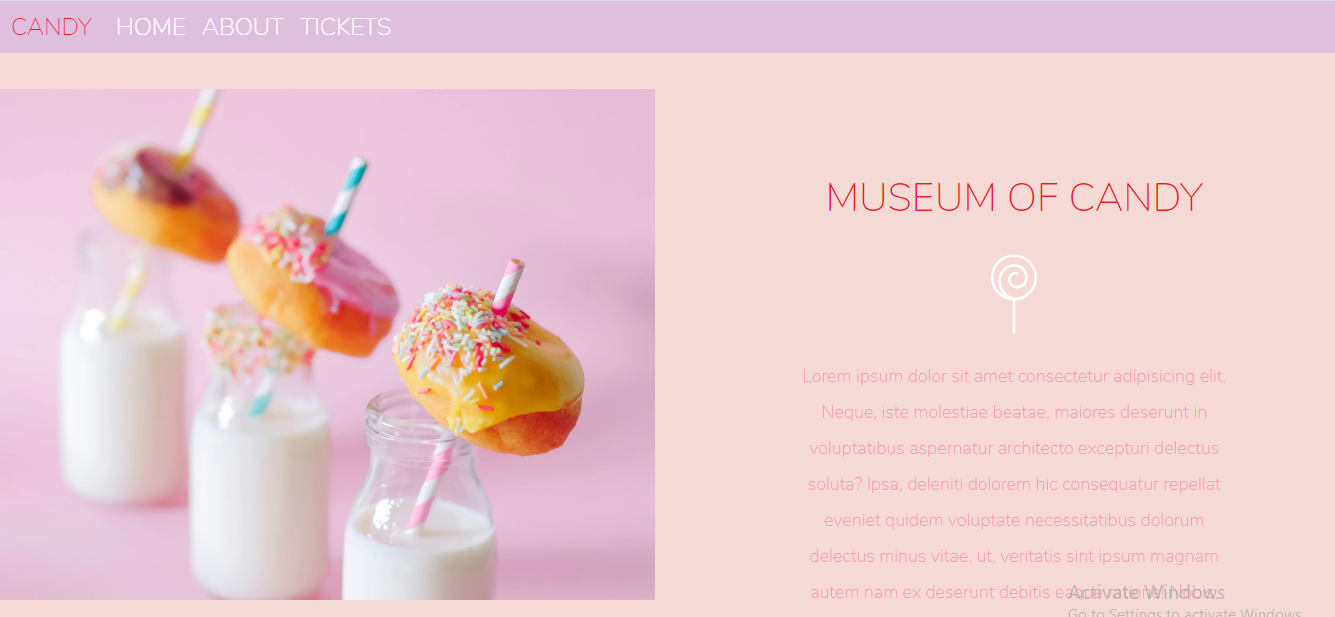 CANDY HOME ABOUT TICKETS
MUSEUM OF CANDY
Lorem ipsum dolor sit amet consectetur adipisicing elit.
Neque, iste molestiae beatae, maiores deserunt in
voluptatibus aspernatur architecto excepturi delectus
soluta? Ipsa, deleniti dolorem hic consequatur repellat
eveniet quidem voluptate necessitatibus dolorum
delectus minus vitae, ut, veritatis sint ipsum magnam
autem nam ex deserunt debitis
Activate Windows
Go to Settings to activate Windows.